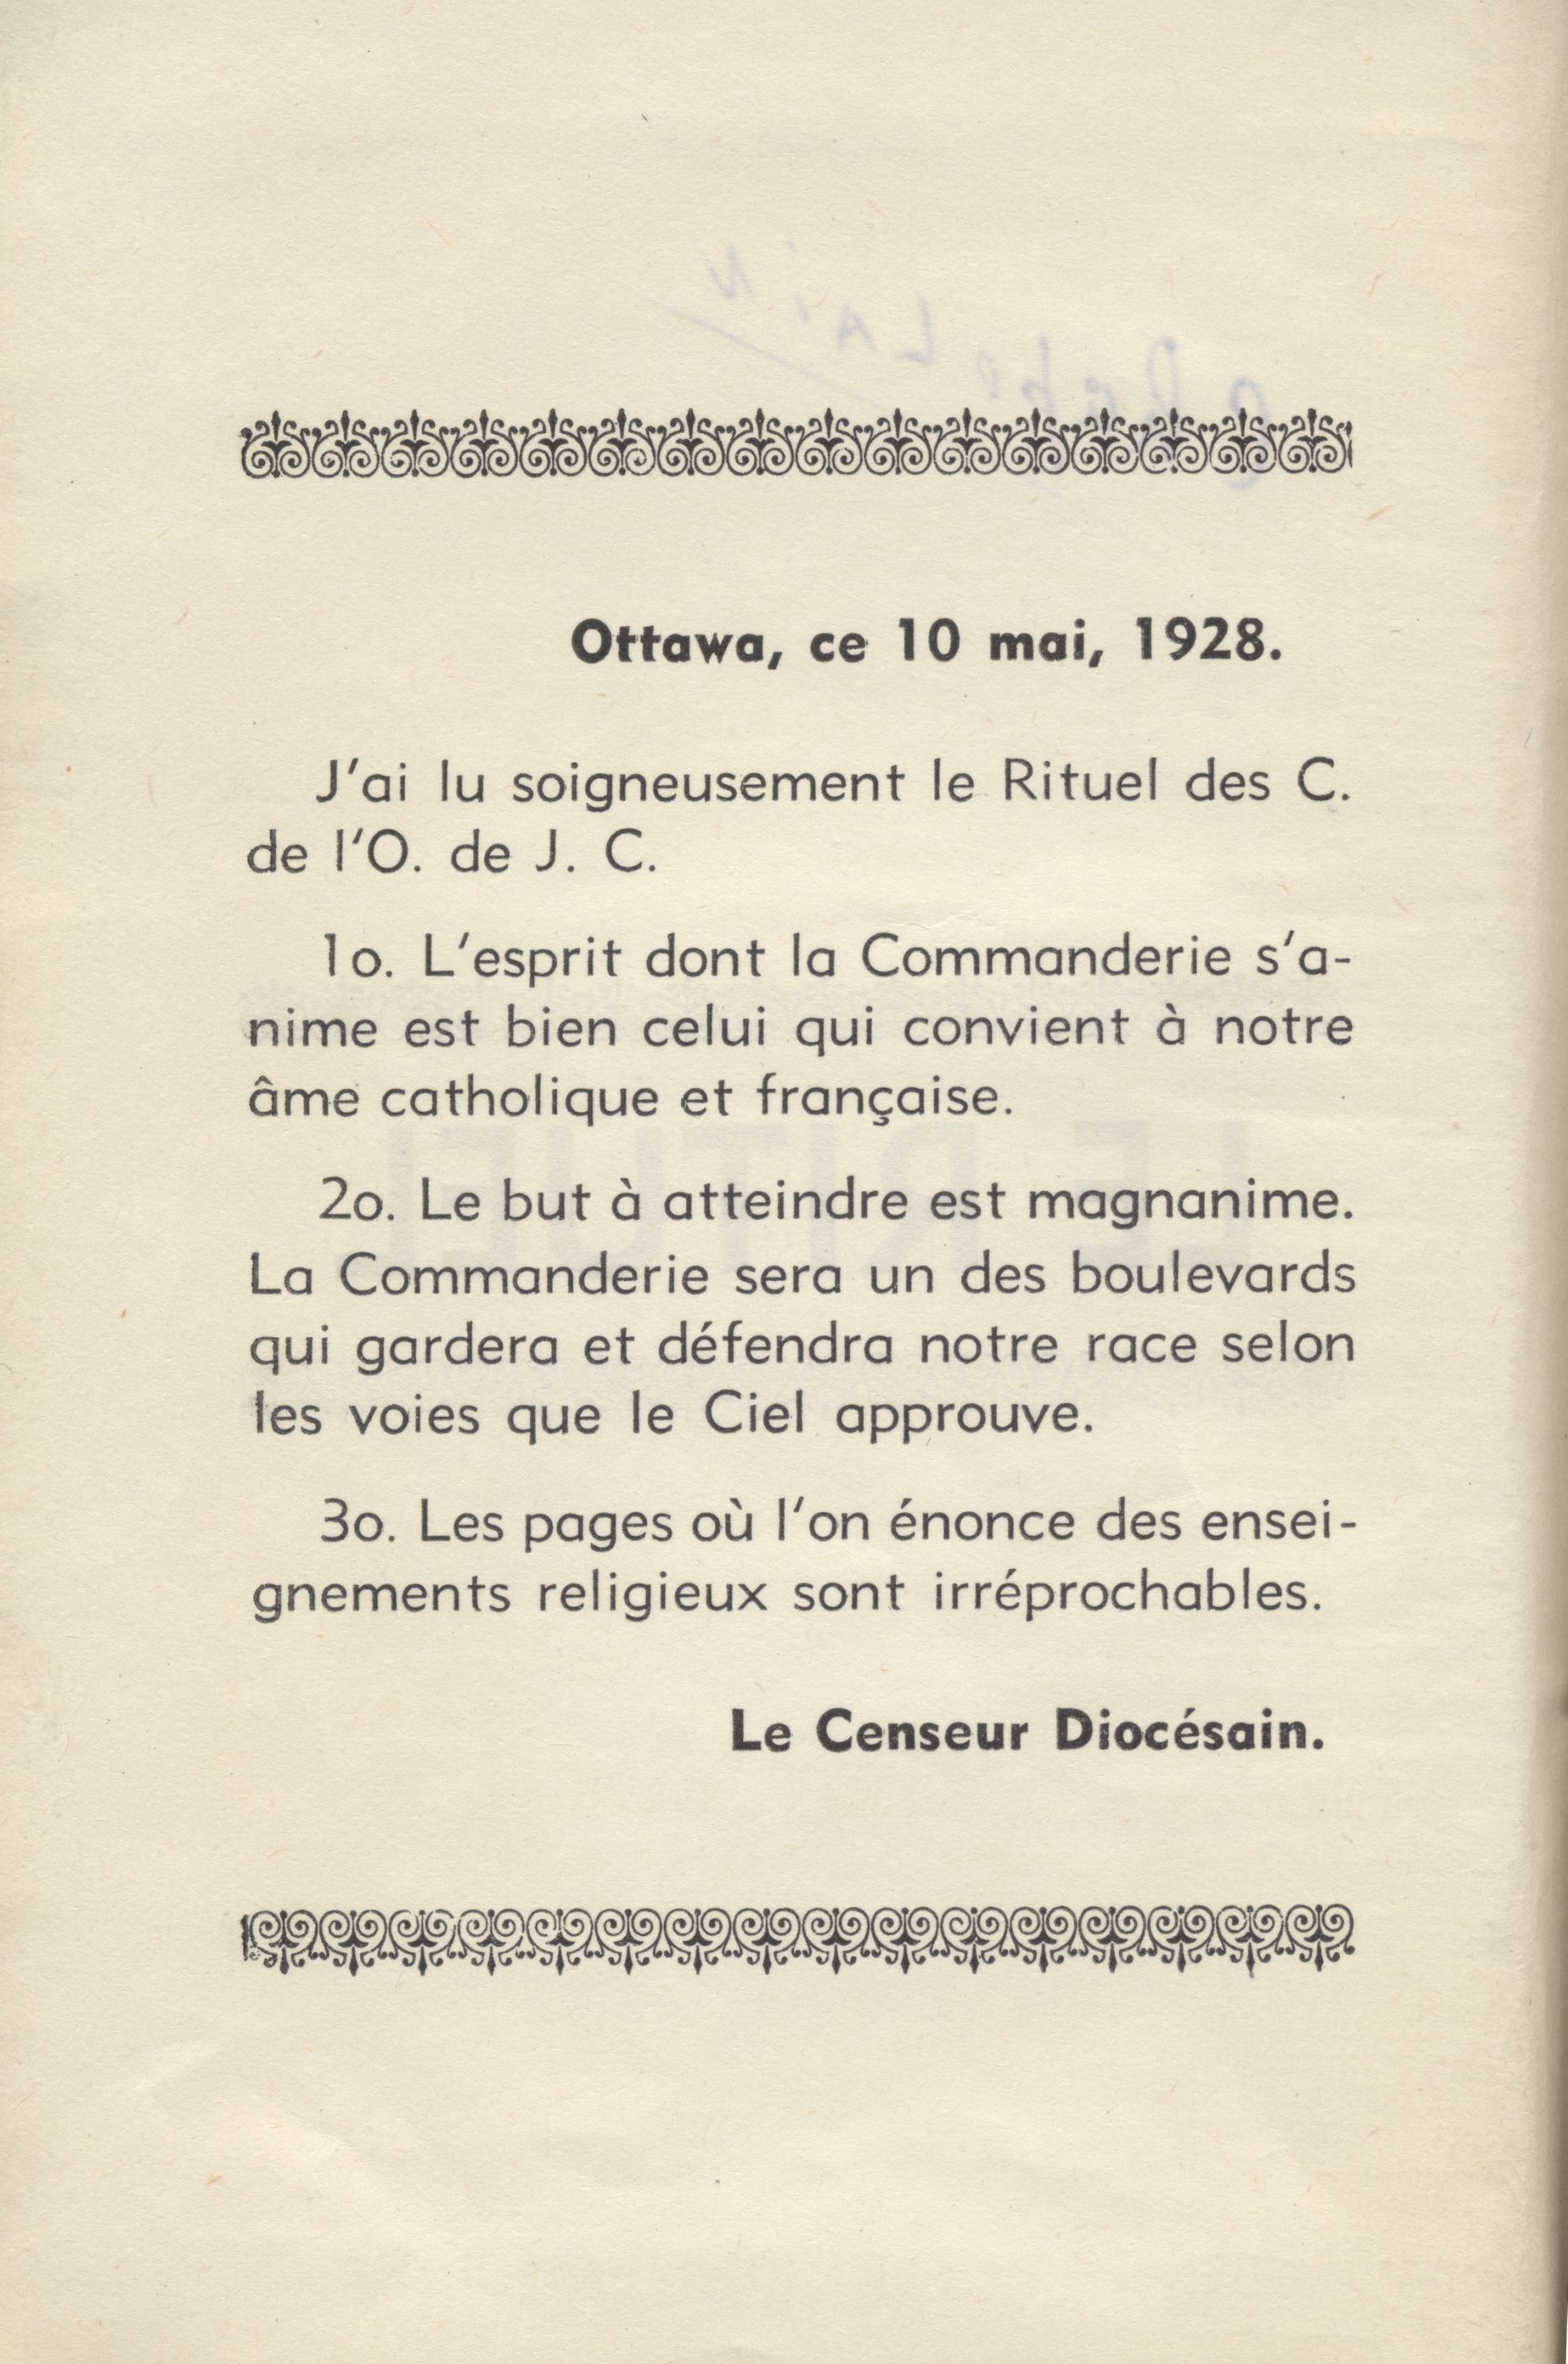 Ottawa, ce 10 mai, 1928.
J'ai lu soigneusement le Rituel des C.
de l'O. de J. C.
1o. L'esprit dont la Commanderie s'a-
nime est bien celui qui convient à notre
âme catholique et française.
2o. Le but à atteindre est magnanime.
La Commanderie sera un des boulevards
qui gardera et défendra notre race selon
les voies que le Ciel approuve.
3o. Les pages où l'on énonce des ensei-
gnements religieux sont irréprochables.
Le Censeur Diocésain.